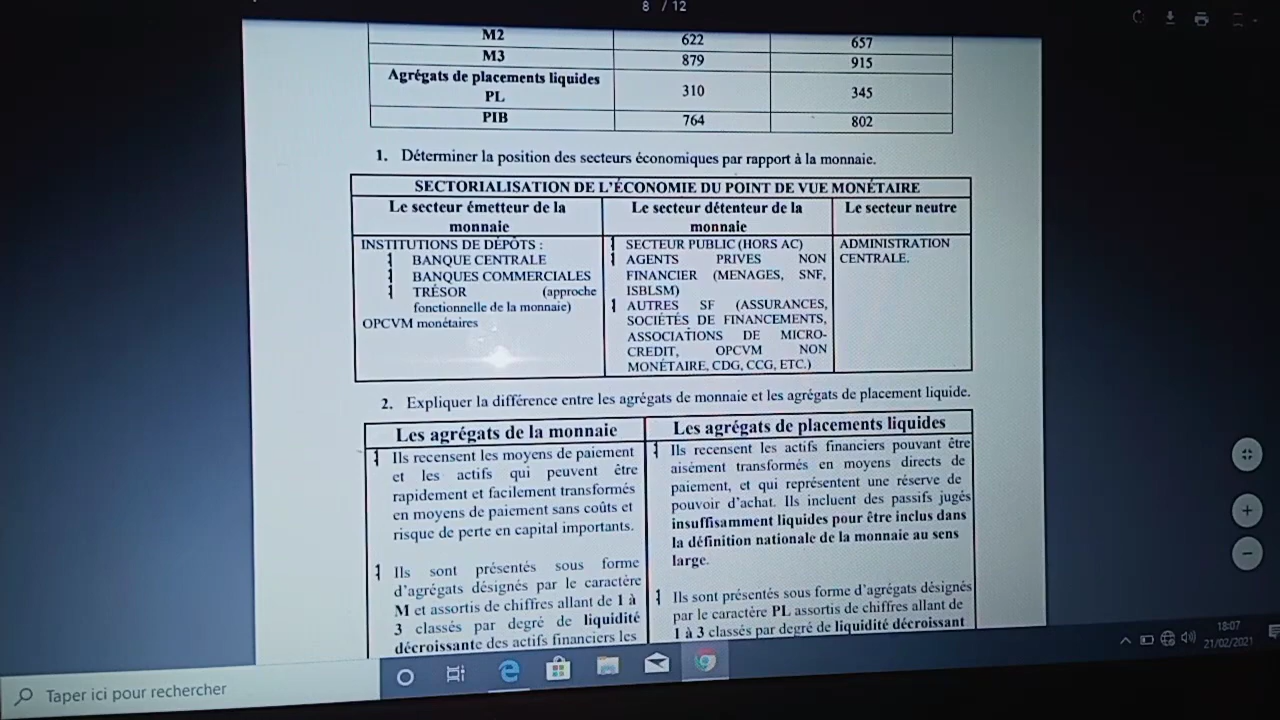 8 / 12
M2 622 657
M3 879 915
Agrégats de placements liquides
PL 310 345
PIB 764 802
1. Déterminer la position des secteurs économiques par rapport à la monnaie.
SECTORIALISATION DE L'ÉCONOMIE DU POINT DE VUE MONÉTAIRE
Le secteur émetteur de la
monnaie
Le secteur détenteur de la
monnaie
Le secteur neutre
INSTITUTIONS DE DÉPÔTS :
BANQUE CENTRALE
BANQUES COMMERCIALES
TRÉSOR (approche
fonctionnelle de la monnaie)
OPCVM monétaires
SECTEUR PUBLIC (HORS AC)
AGENTS PRIVES NON
FINANCIER (MENAGES, SNF,
ISBLSM)
AUTRES SF (ASSURANCES,
SOCIÉTÉS DE FINANCEMENTS,
ASSOCIATIONS DE MICRO-
CREDIT, OPCVM NON
MONÉTAIRE, CDG, CCG, ETC.)
ADMINISTRATION
CENTRALE.
2. Expliquer la différence entre les agrégats de monnaie et les agrégats de placement liquide.
Les agrégats de la monnaie
Ils recensent les moyens de paiement
et les actifs qui peuvent être
rapidement et facilement transformés
en moyens de paiement sans coûts et
risque de perte en capital importants.
Ils sont présentés sous forme
d'agrégats désignés par le caractère
M et assortis de chiffres allant de 1 à
3 classés par degré de liquidité
décroissante des actifs financiers les
Les agrégats de placements liquides
Ils recensent les actifs financiers pouvant être
aisément transformés en moyens directs de
paiement, et qui représentent une réserve de
pouvoir d'achat. Ils incluent des passifs jugés
insuffisamment liquides pour être inclus dans
la définition nationale de la monnaie au sens
large.
Ils sont présentés sous forme d'agrégats désignés
par le caractère PL assortis de chiffres allant de
1 à 3 classés par degré de liquidité décroissant
18:07
21/02/2021
Taper ici pour rechercher